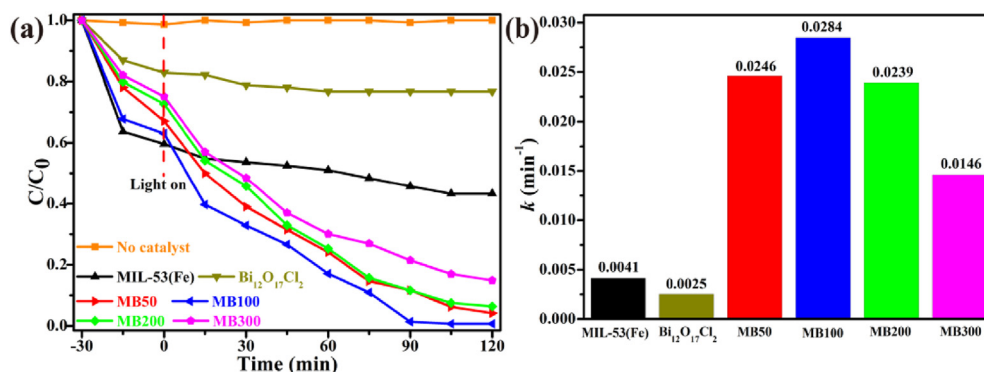 (a)
C/C₀
1.0
0.8
0.6
0.4
0.2
0.0
Light on
No catalyst
MIL-53(Fe) Bi₁₂O₁₇Cl₂
MB50 MB100
MB200 MB300
-30 0 30 60 90 120
Time (min)
(b)
k (min⁻¹)
0.030
0.025
0.020
0.015
0.010
0.005
0.000
0.0041
0.0025
0.0246
0.0284
0.0239
0.0146
MIL-53(Fe) Bi₁₂O₁₇Cl₂ MB50 MB100 MB200 MB300